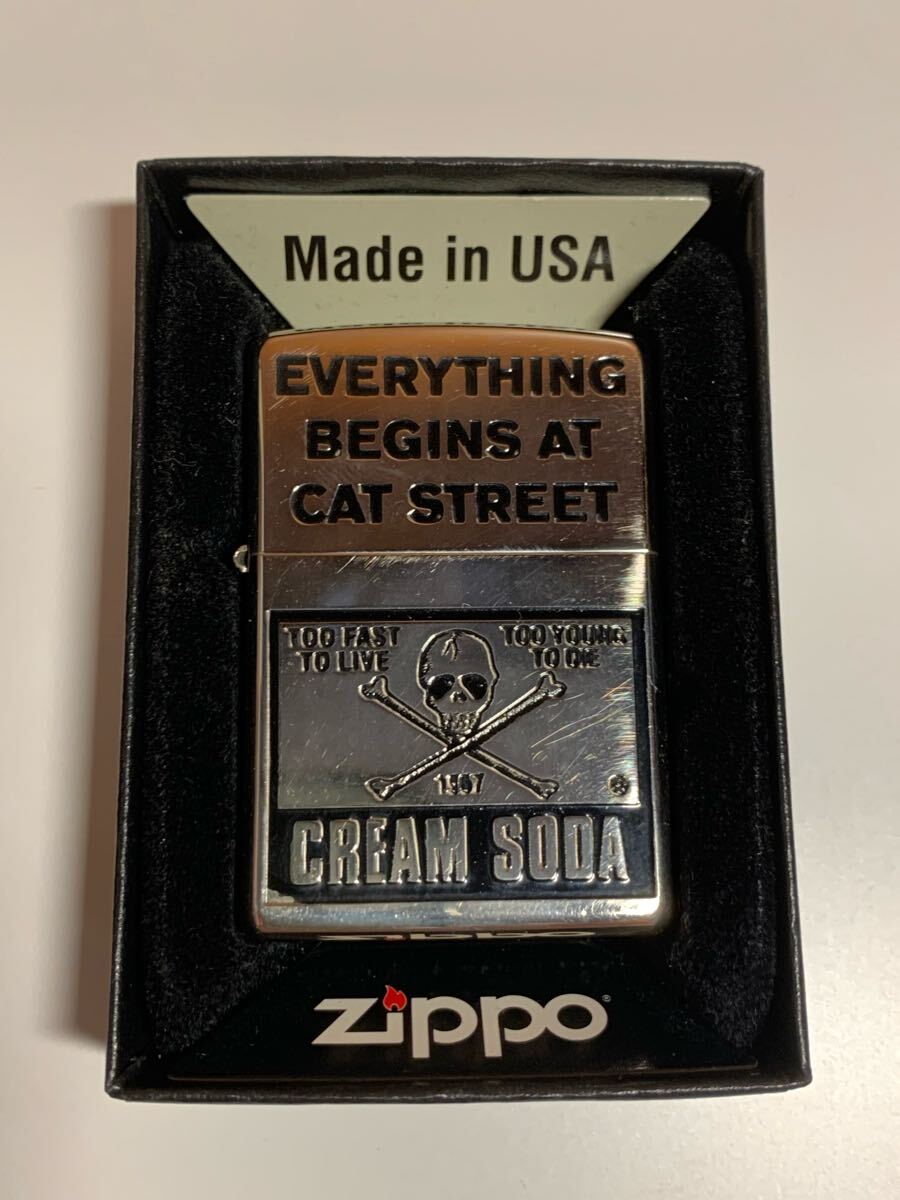 Made in USA
EVERYTHING
BEGINS AT
CAT STREET
TOO FAST
TO LIVE
TOO YOUNG
TO DIE
CREAM SODA
zippo®